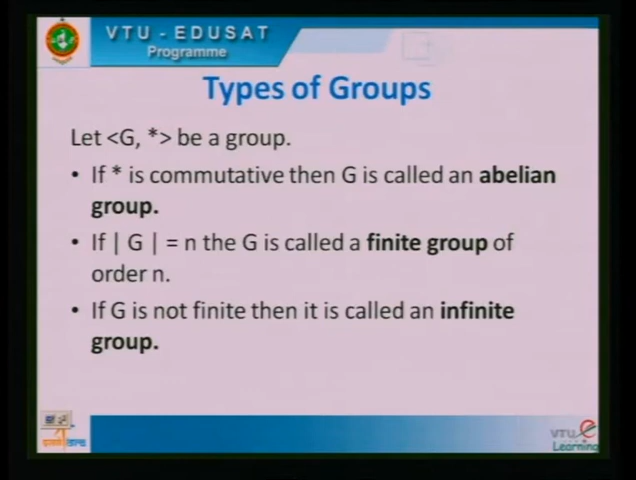 VTU - EDUSAT
Programme
Types of Groups
Let <G, *> be a group.
• If * is commutative then G is called an abelian
group.
• If | G | = n the G is called a finite group of
order n.
• If G is not finite then it is called an infinite
group.
VTU e
Learning